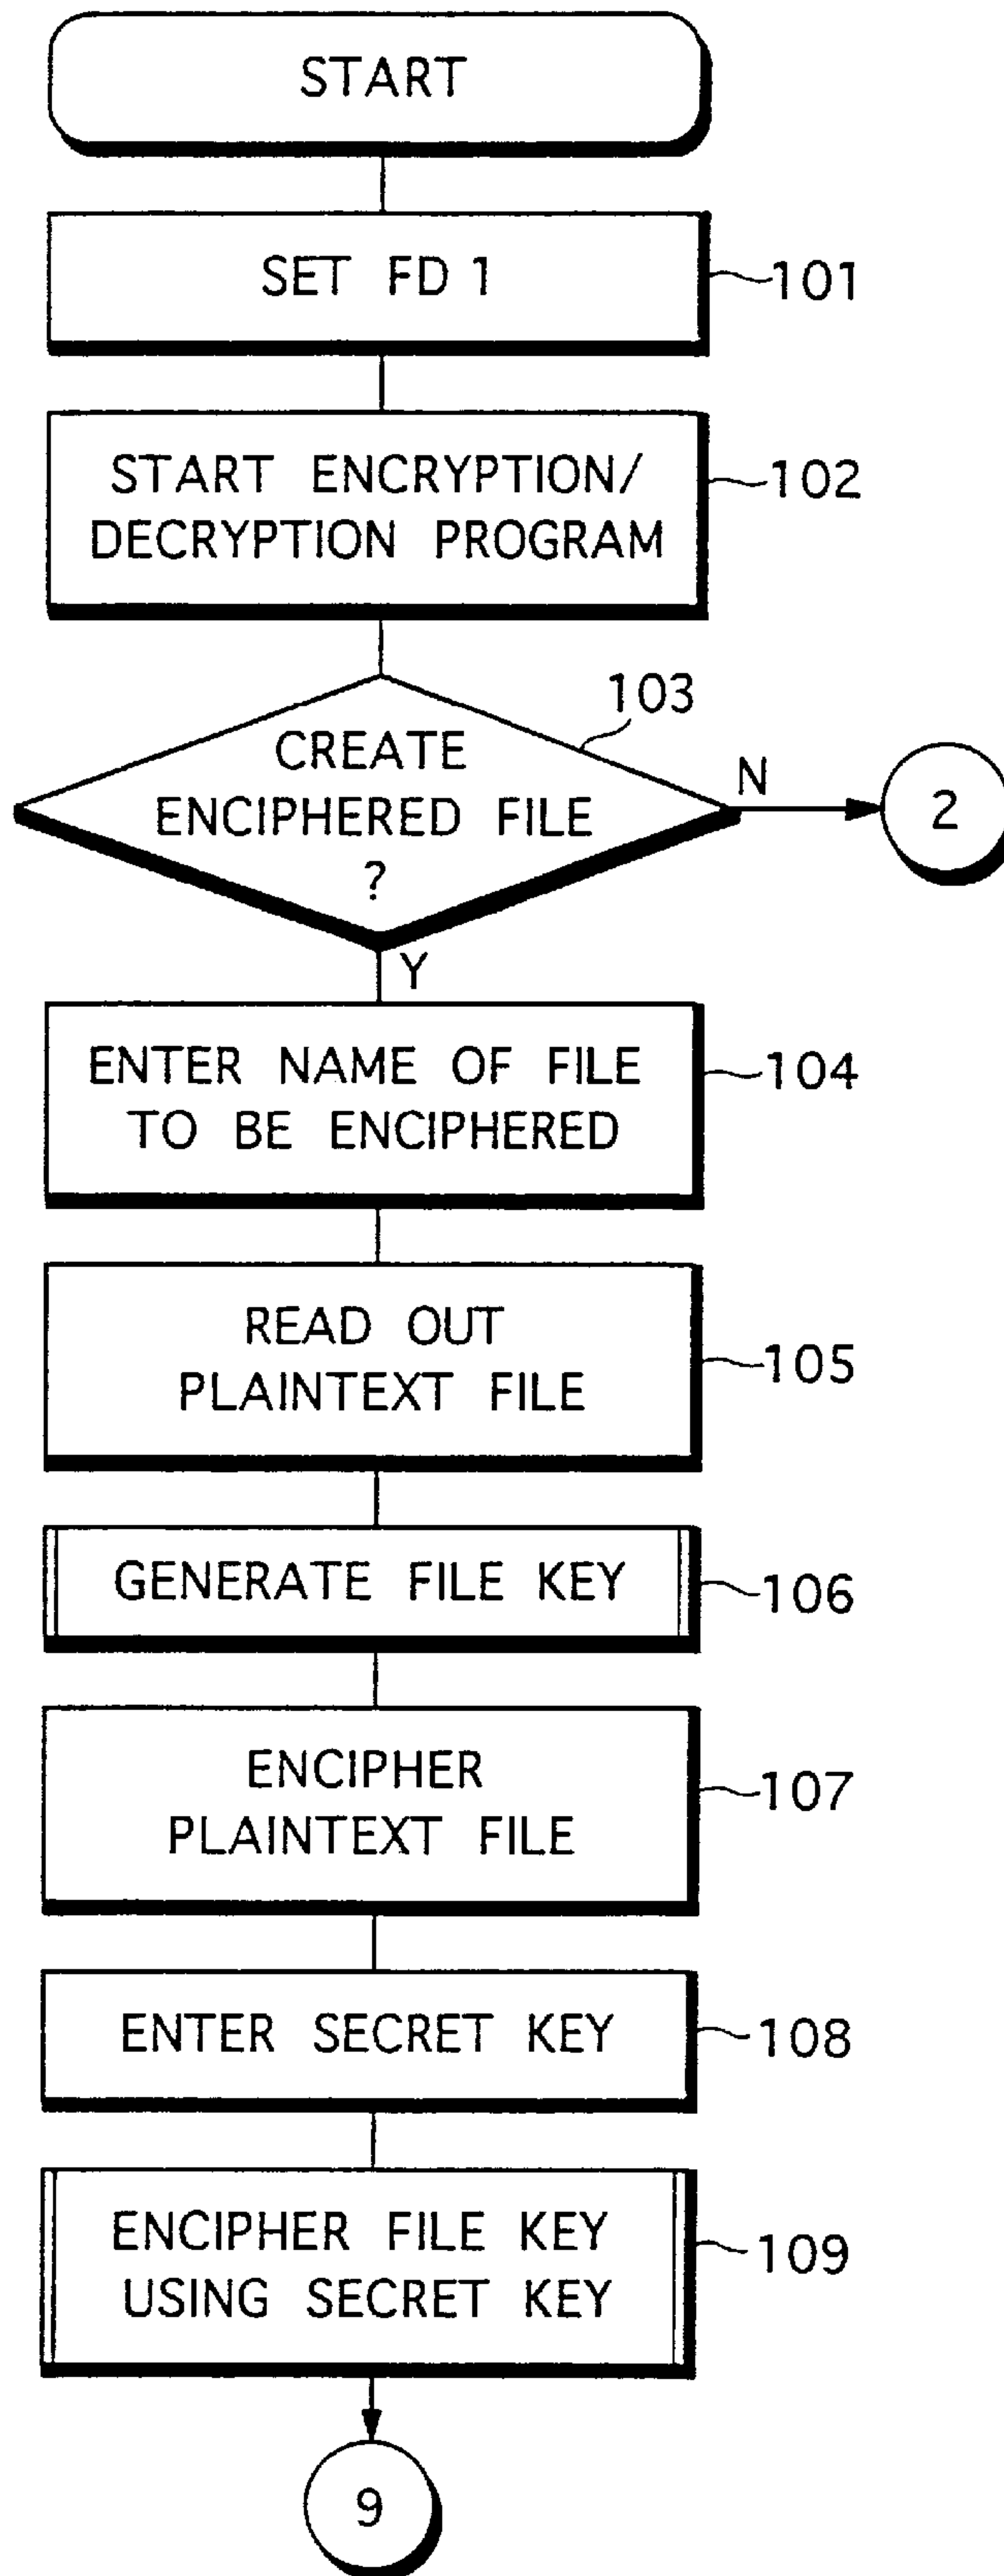 START
SET FD 1
101
START ENCRYPTION/
DECRYPTION PROGRAM
102
103
CREATE
ENCIPHERED FILE
?
N
2
Y
ENTER NAME OF FILE
TO BE ENCIPHERED
104
READ OUT
PLAINTEXT FILE
105
GENERATE FILE KEY
106
ENCIPHER
PLAINTEXT FILE
107
ENTER SECRET KEY
108
ENCIPHER FILE KEY
USING SECRET KEY
109
9